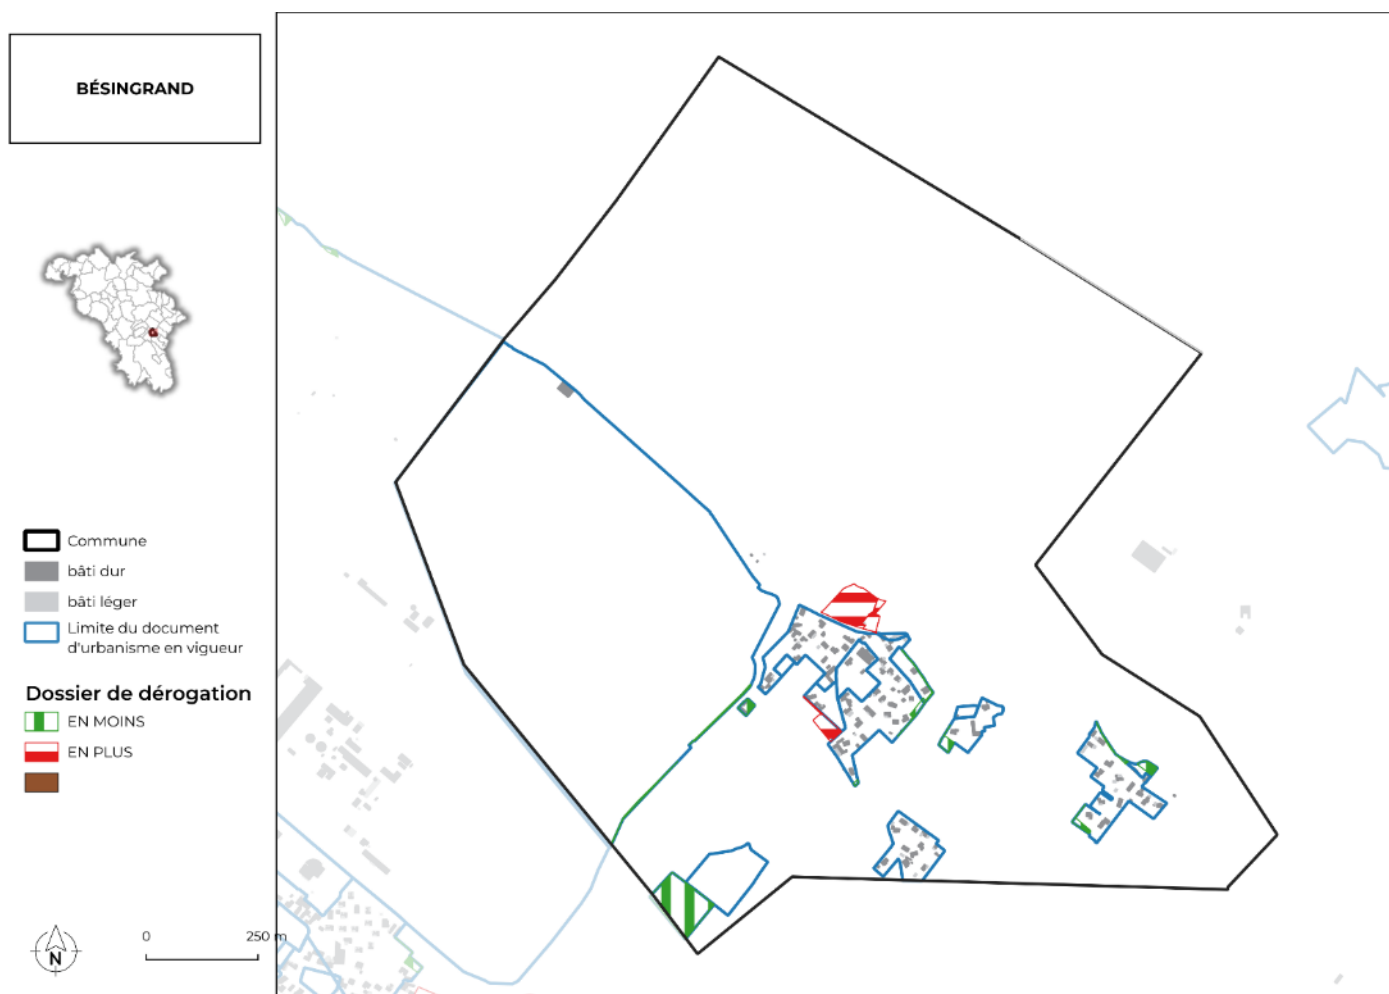 BÉSINGRAND
Commune
bâti dur
bâti léger
Limite du document
d'urbanisme en vigueur
Dossier de dérogation
EN MOINS
EN PLUS
N
0 250 m